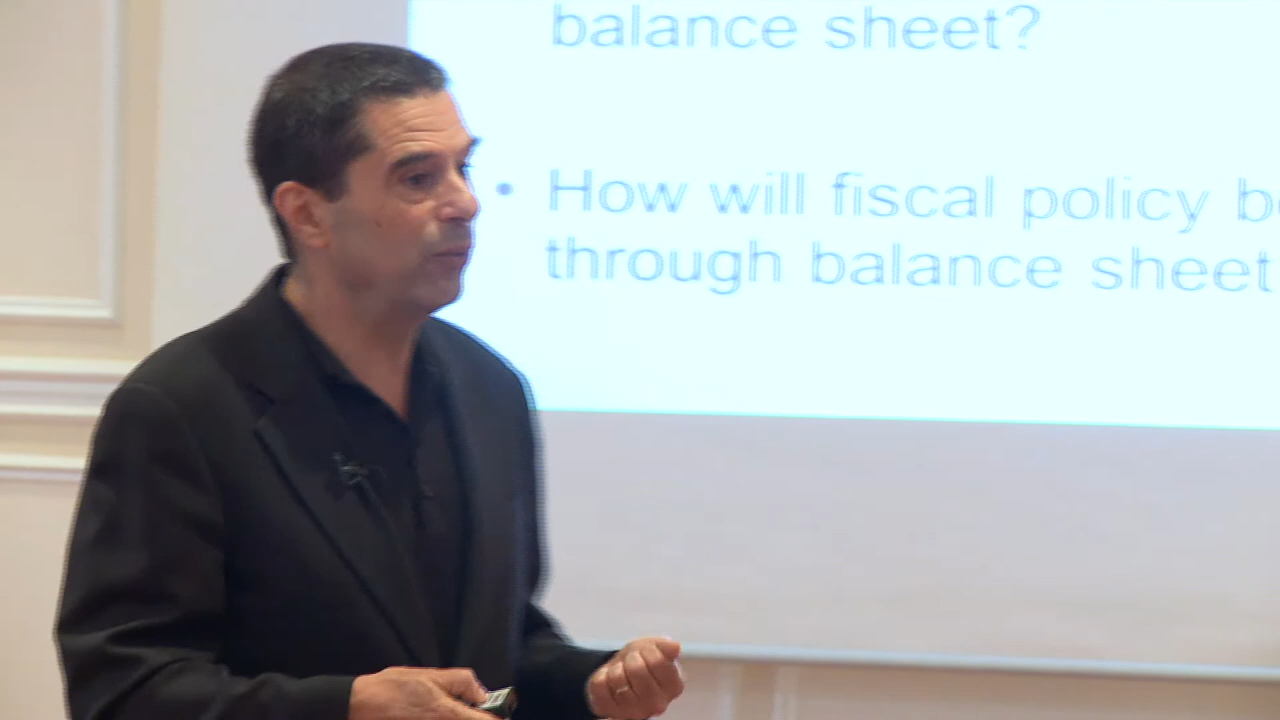 balance sheet?
• How will fiscal policy
through balance sheet